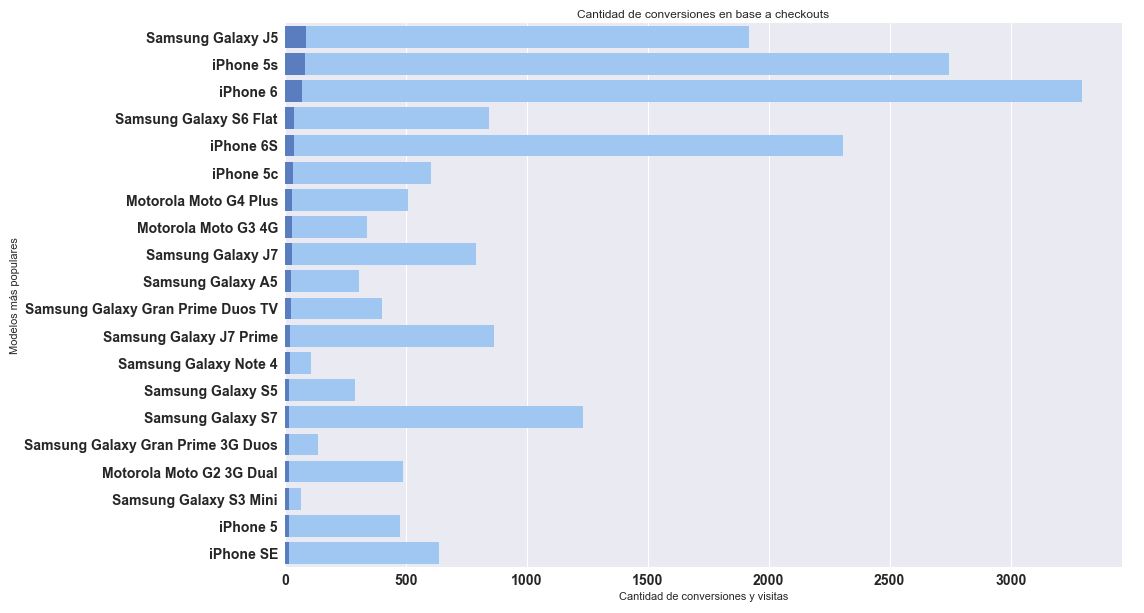 Cantidad de conversiones en base a checkouts
Modelos más populares
Samsung Galaxy J5
iPhone 5s
iPhone 6
Samsung Galaxy S6 Flat
iPhone 6S
iPhone 5c
Motorola Moto G4 Plus
Motorola Moto G3 4G
Samsung Galaxy J7
Samsung Galaxy A5
Samsung Galaxy Gran Prime Duos TV
Samsung Galaxy J7 Prime
Samsung Galaxy Note 4
Samsung Galaxy S5
Samsung Galaxy S7
Samsung Galaxy Gran Prime 3G Duos
Motorola Moto G2 3G Dual
Samsung Galaxy S3 Mini
iPhone 5
iPhone SE
0 500 1000 1500 2000 2500 3000
Cantidad de conversiones y visitas